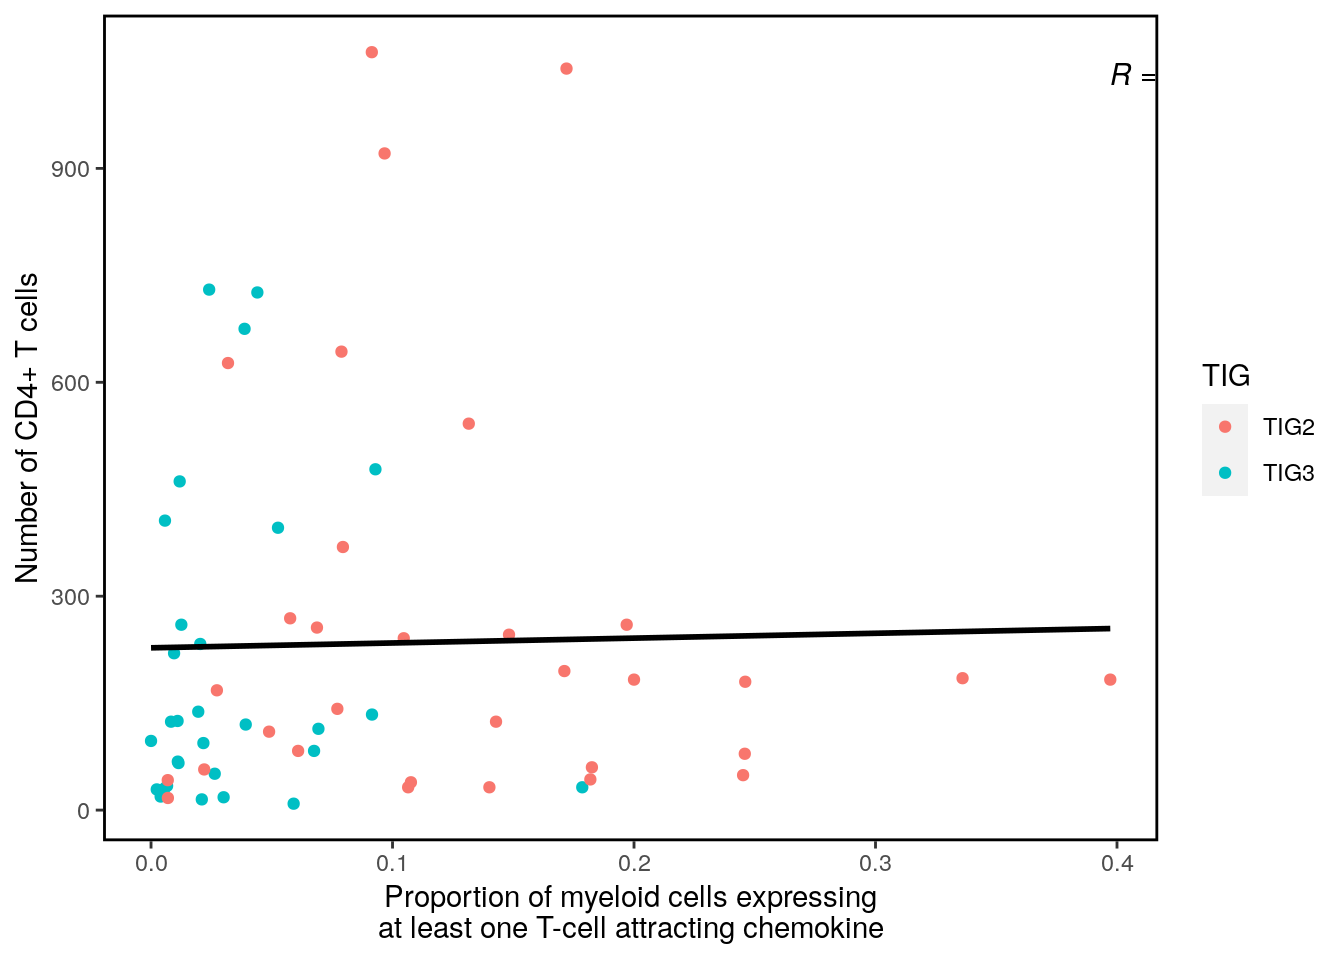 R =
900
600
300
0
0.0 0.1 0.2 0.3 0.4
Number of CD4+ T cells
Proportion of myeloid cells expressing
at least one T-cell attracting chemokine
TIG
TIG2
TIG3